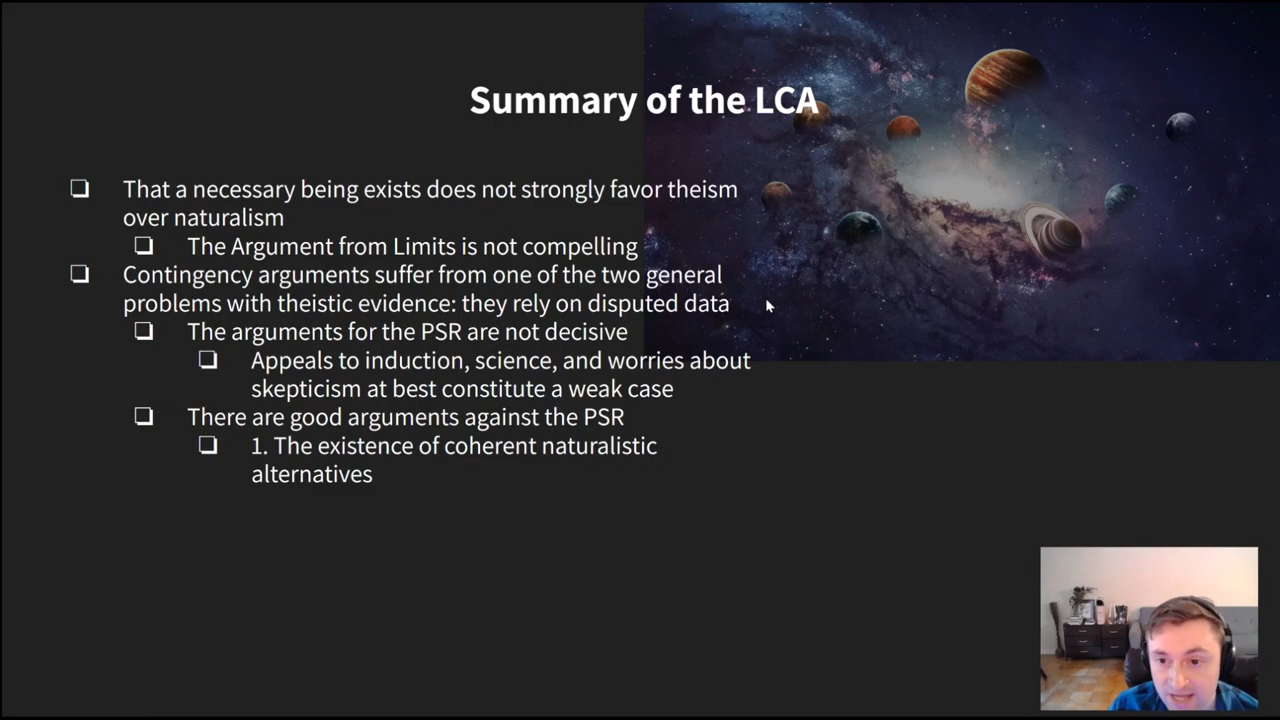 Summary of the LCA
❏ That a necessary being exists does not strongly favor theism
over naturalism
❏ The Argument from Limits is not compelling
❏ Contingency arguments suffer from one of the two general
problems with theistic evidence: they rely on disputed data
❏ The arguments for the PSR are not decisive
❏ Appeals to induction, science, and worries about
skepticism at best constitute a weak case
❏ There are good arguments against the PSR
❏ 1. The existence of coherent naturalistic
alternatives